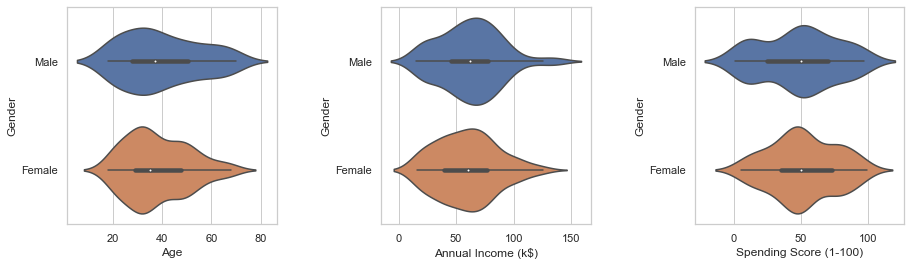 Gender
Male
Female
20 40 60 80
Age
Gender
Male
Female
0 50 100 150
Annual Income (k$)
Gender
Male
Female
0 50 100
Spending Score (1-100)